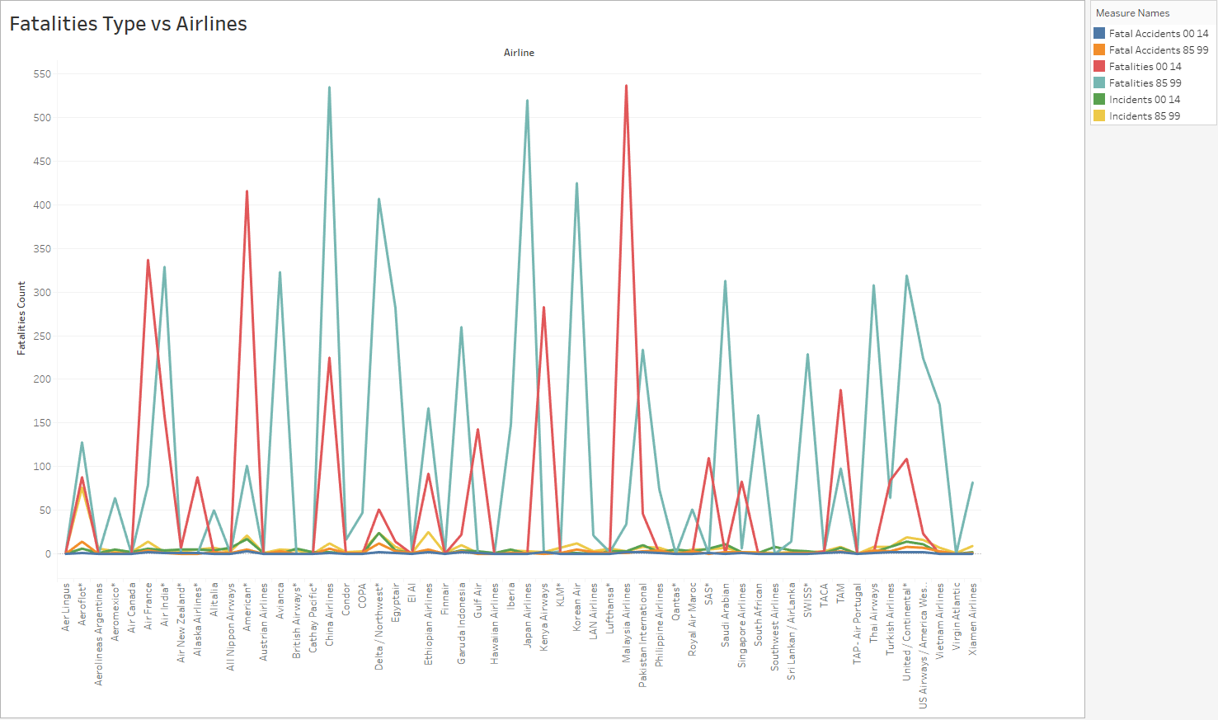 Fatalities Type vs Airlines
Measure Names
Fatal Accidents 00 14
Fatal Accidents 85 99
Fatalities 00 14
Fatalities 85 99
Incidents 00 14
Incidents 85 99
Airline
Fatalities Count
550
500
450
400
350
300
250
200
150
100
50
0
Aer Lingus
Aeroflot*
Aerolineas Argentinas
Aeromexico*
Air Canada
Air France
Air India*
Air New Zealand*
Alaska Airlines*
Alitalia
All Nippon Airways
American*
Austrian Airlines
Avianca
British Airways*
Cathay Pacific*
China Airlines
Condor
COPA
Delta / Northwest*
Egyptair
El Al
Ethiopian Airlines
Finnair
Garuda Indonesia
Gulf Air
Hawaiian Airlines
Iberia
Japan Airlines
Kenya Airways
KLM*
Korean Air
LAN Airlines
Lufthansa*
Malaysia Airlines
Pakistan International
Philippine Airlines
Qantas*
Royal Air Maroc
SAS*
Saudi Arabian
Singapore Airlines
South African
Southwest Airlines
Sri Lankan / AirLanka
SWISS*
TACA
TAM
TAP - Air Portugal
Thai Airways
Turkish Airlines
United / Continental*
US Airways / America Wes..
Vietnam Airlines
Virgin Atlantic
Xiamen Airlines